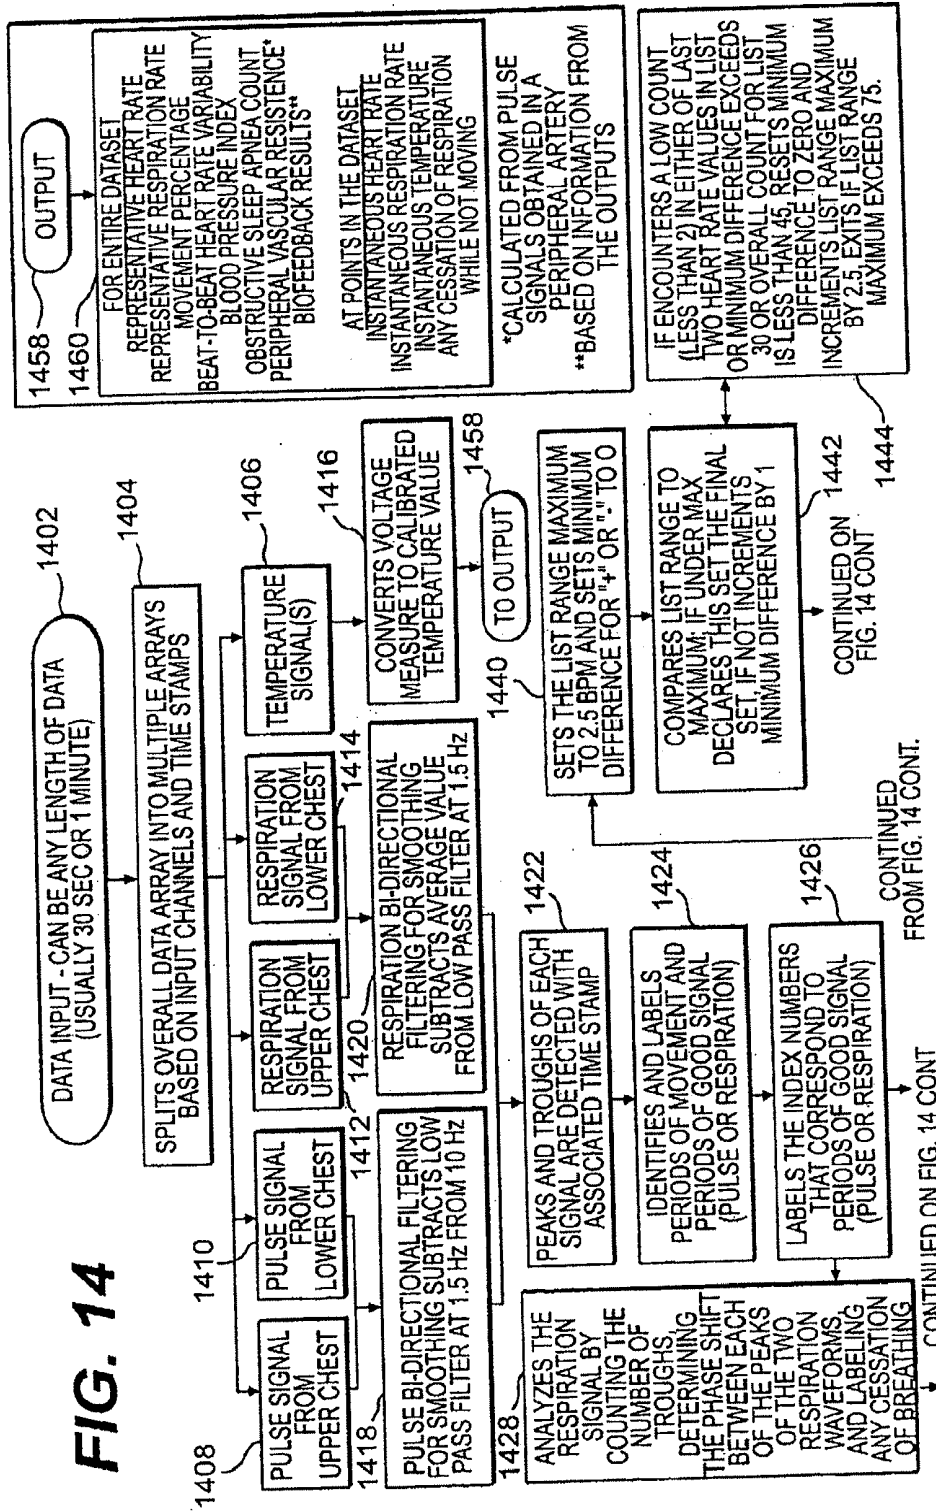 FIG. 14
1402
DATA INPUT - CAN BE ANY LENGTH OF DATA
(USUALLY 30 SEC OR 1 MINUTE)
1404
SPLITS OVERALL DATA ARRAY INTO MULTIPLE ARRAYS
BASED ON INPUT CHANNELS AND TIME STAMPS
1408
PULSE SIGNAL
FROM
UPPER CHEST
1410
PULSE SIGNAL
FROM
LOWER CHEST
1412
RESPIRATION
SIGNAL FROM
UPPER CHEST
1414
RESPIRATION
SIGNAL FROM
LOWER CHEST
1406
TEMPERATURE
SIGNAL(S)
1418
PULSE BI-DIRECTIONAL FILTERING
FOR SMOOTHING SUBTRACTS LOW
PASS FILTER AT 1.5 Hz FROM 10 Hz
1420
RESPIRATION BI-DIRECTIONAL
FILTERING FOR SMOOTHING
SUBTRACTS AVERAGE VALUE
FROM LOW PASS FILTER AT 1.5 Hz
1416
CONVERTS VOLTAGE
MEASURE TO CALIBRATED
TEMPERATURE VALUE
1458
TO OUTPUT
1422
PEAKS AND TROUGHS OF EACH
SIGNAL ARE DETECTED WITH
ASSOCIATED TIME STAMP
1424
IDENTIFIES AND LABELS
PERIODS OF MOVEMENT AND
PERIODS OF GOOD SIGNAL
(PULSE OR RESPIRATION)
1426
LABELS THE INDEX NUMBERS
THAT CORRESPOND TO
PERIODS OF GOOD SIGNAL
(PULSE OR RESPIRATION)
1428
ANALYZES THE
RESPIRATION
SIGNAL BY
COUNTING THE
NUMBER OF
TROUGHS,
DETERMINING
THE PHASE SHIFT
BETWEEN EACH
OF THE PEAKS
OF THE TWO
RESPIRATION
WAVEFORMS,
AND LABELING
ANY CESSATION
OF BREATHING
CONTINUED ON FIG. 14 CONT
CONTINUED
FROM FIG. 14 CONT.
1440
SETS THE LIST RANGE MAXIMUM
TO 2.5 BPM AND SETS MINIMUM
DIFFERENCE FOR "+" OR "-" TO 0
1442
COMPARES LIST RANGE TO
MAXIMUM; IF UNDER MAX
DECLARES THIS SET THE FINAL
SET, IF NOT INCREMENTS
MINIMUM DIFFERENCE BY 1
CONTINUED ON
FIG. 14 CONT
1444
IF ENCOUNTERS A LOW COUNT
(LESS THAN 2) IN EITHER OF LAST
TWO HEART RATE VALUES IN LIST
OR MINIMUM DIFFERENCE EXCEEDS
30 OR OVERALL COUNT FOR LIST
IS LESS THAN 45, RESETS MINIMUM
DIFFERENCE TO ZERO AND
INCREMENTS LIST RANGE MAXIMUM
BY 2.5, EXITS IF LIST RANGE
MAXIMUM EXCEEDS 75.
1458
OUTPUT
1460
FOR ENTIRE DATASET
REPRESENTATIVE HEART RATE
REPRESENTATIVE RESPIRATION RATE
MOVEMENT PERCENTAGE
BEAT-TO-BEAT HEART RATE VARIABILITY
BLOOD PRESSURE INDEX
OBSTRUCTIVE SLEEP APNEA COUNT
PERIPHERAL VASCULAR RESISTENCE*
BIOFEEDBACK RESULTS**
AT POINTS IN THE DATASET
INSTANTANEOUS HEART RATE
INSTANTANEOUS RESPIRATION RATE
INSTANTANEOUS TEMPERATURE
ANY CESSATION OF RESPIRATION
WHILE NOT MOVING
*CALCULATED FROM PULSE
SIGNALS OBTAINED IN A
PERIPHERAL ARTERY
**BASED ON INFORMATION FROM
THE OUTPUTS